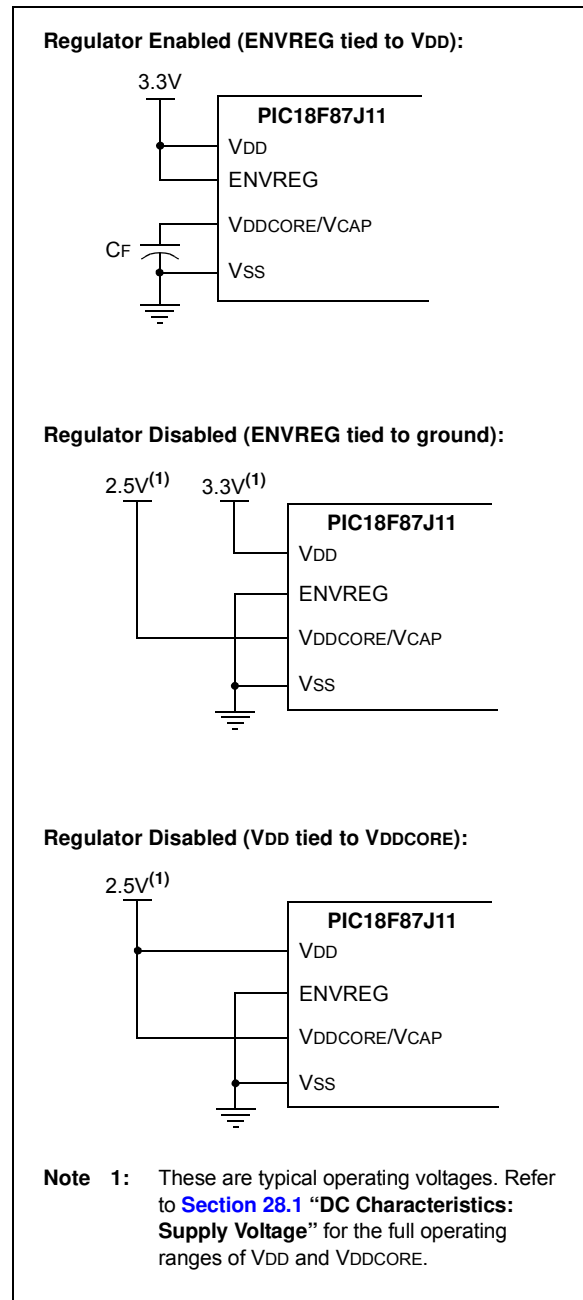 Regulator Enabled (ENVREG tied to VDD):
3.3V
PIC18F87J11
VDD
ENVREG
VDDCORE/VCAP
CF
VSS
Regulator Disabled (ENVREG tied to ground):
2.5V(1) 3.3V(1)
PIC18F87J11
VDD
ENVREG
VDDCORE/VCAP
VSS
Regulator Disabled (VDD tied to VDDCORE):
2.5V(1)
PIC18F87J11
VDD
ENVREG
VDDCORE/VCAP
VSS
Note 1: These are typical operating voltages. Refer
to Section 28.1 “DC Characteristics:
Supply Voltage” for the full operating
ranges of VDD and VDDCORE.